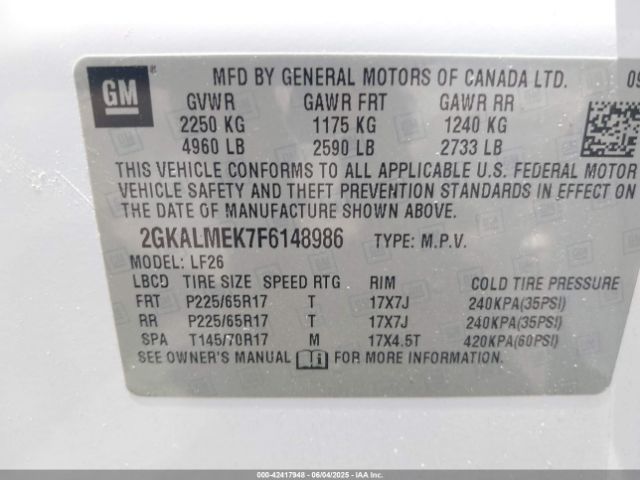 GM ®
MFD BY GENERAL MOTORS OF CANADA LTD. 09
GVWR GAWR FRT GAWR RR
2250 KG 1175 KG 1240 KG
4960 LB 2590 LB 2733 LB
THIS VEHICLE CONFORMS TO ALL APPLICABLE U.S. FEDERAL MOTOR
VEHICLE SAFETY AND THEFT PREVENTION STANDARDS IN EFFECT ON
THE DATE OF MANUFACTURE SHOWN ABOVE.
2GKALMEK7F6148986 TYPE: M.P.V.
MODEL: LF26
LBCD TIRE SIZE SPEED RTG RIM COLD TIRE PRESSURE
FRT P225/65R17 T 17X7J 240KPA(35PSI)
RR P225/65R17 T 17X7J 240KPA(35PSI)
SPA T145/70R17 M 17X4.5T 420KPA(60PSI)
SEE OWNER'S MANUAL FOR MORE INFORMATION.
000-42417948 - 06/04/2025 - IAAI.COM